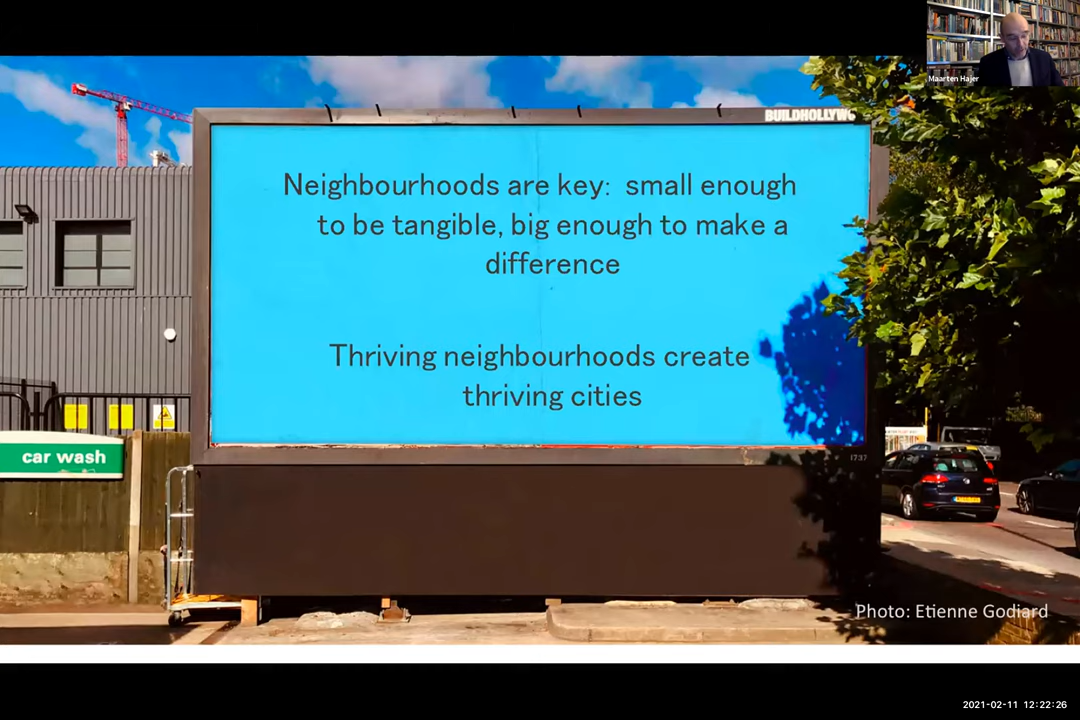 Maarten Hajer
BUILDHOLLYWO
Neighbourhoods are key: small enough
to be tangible, big enough to make a
difference
Thriving neighbourhoods create
thriving cities
car wash
1737
Photo: Etienne Godiard
2021-02-11 12:22:26